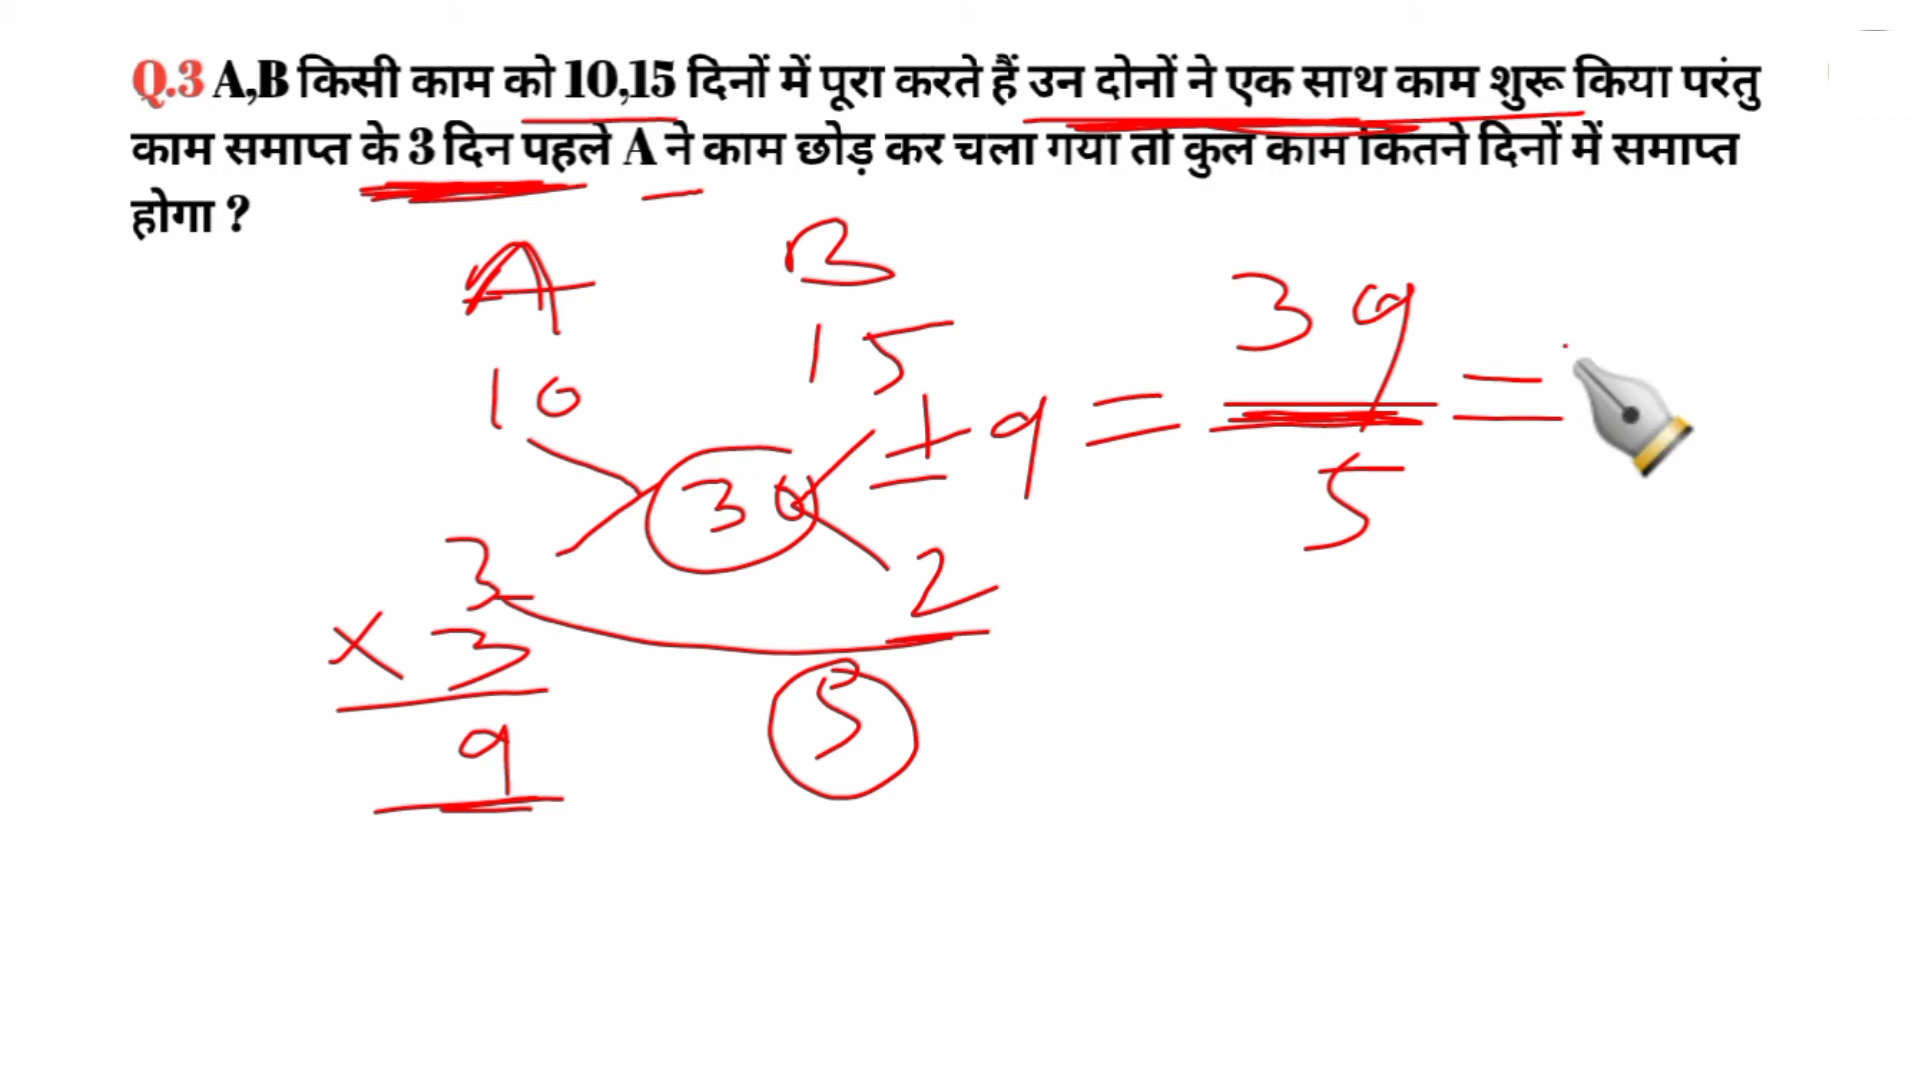 Q.3 A,B किसी काम को 10,15 दिनों में पूरा करते हैं उन दोनों ने एक साथ काम शुरू किया परंतु
काम समाप्त के 3 दिन पहले A ने काम छोड़ कर चला गया तो कुल काम कितने दिनों में समाप्त
होगा ?
A B
10 15
30 + 9 = 39/5 =
3 2
× 3
5
9